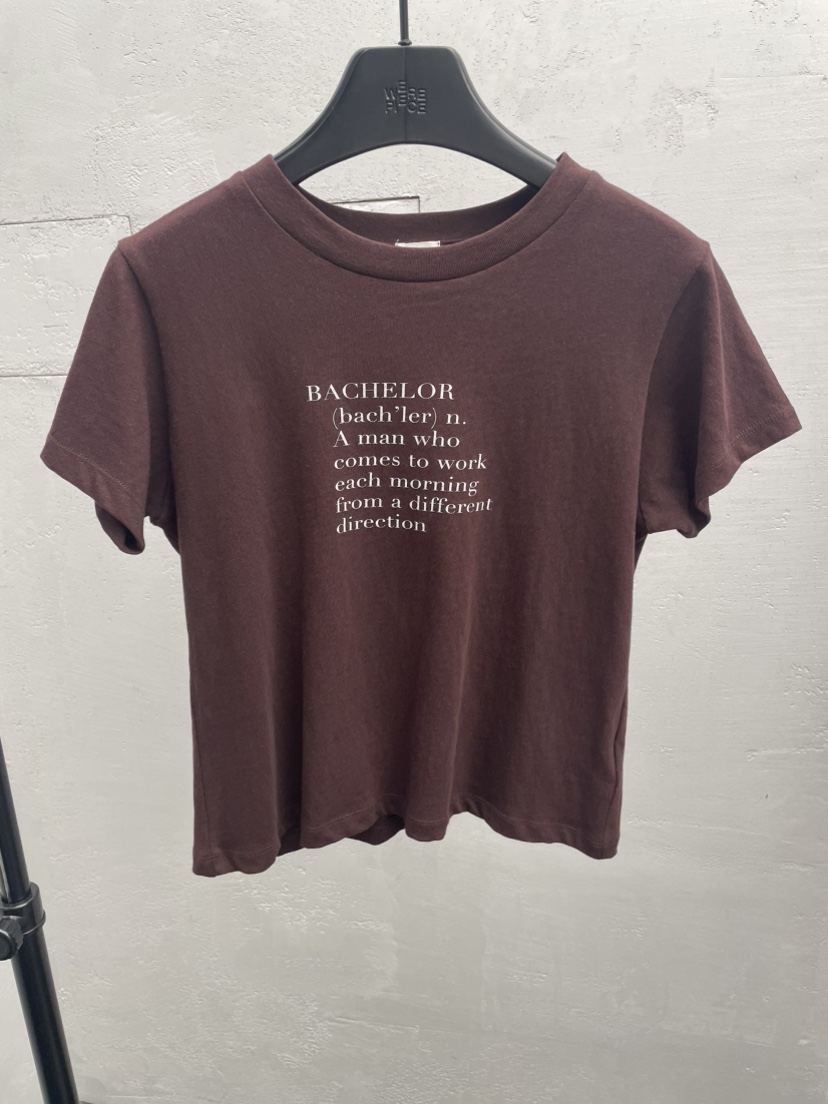 BACHELOR
(bach'ler) n.
A man who
comes to work
each morning
from a different
direction